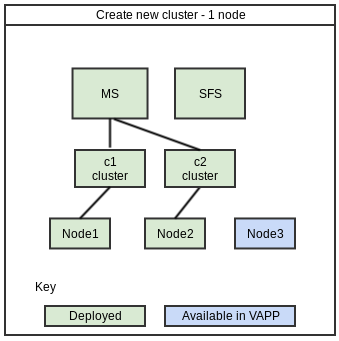 Create new cluster - 1 node
MS
SFS
c1
cluster
c2
cluster
Node1
Node2
Node3
Key
Deployed
Available in VAPP